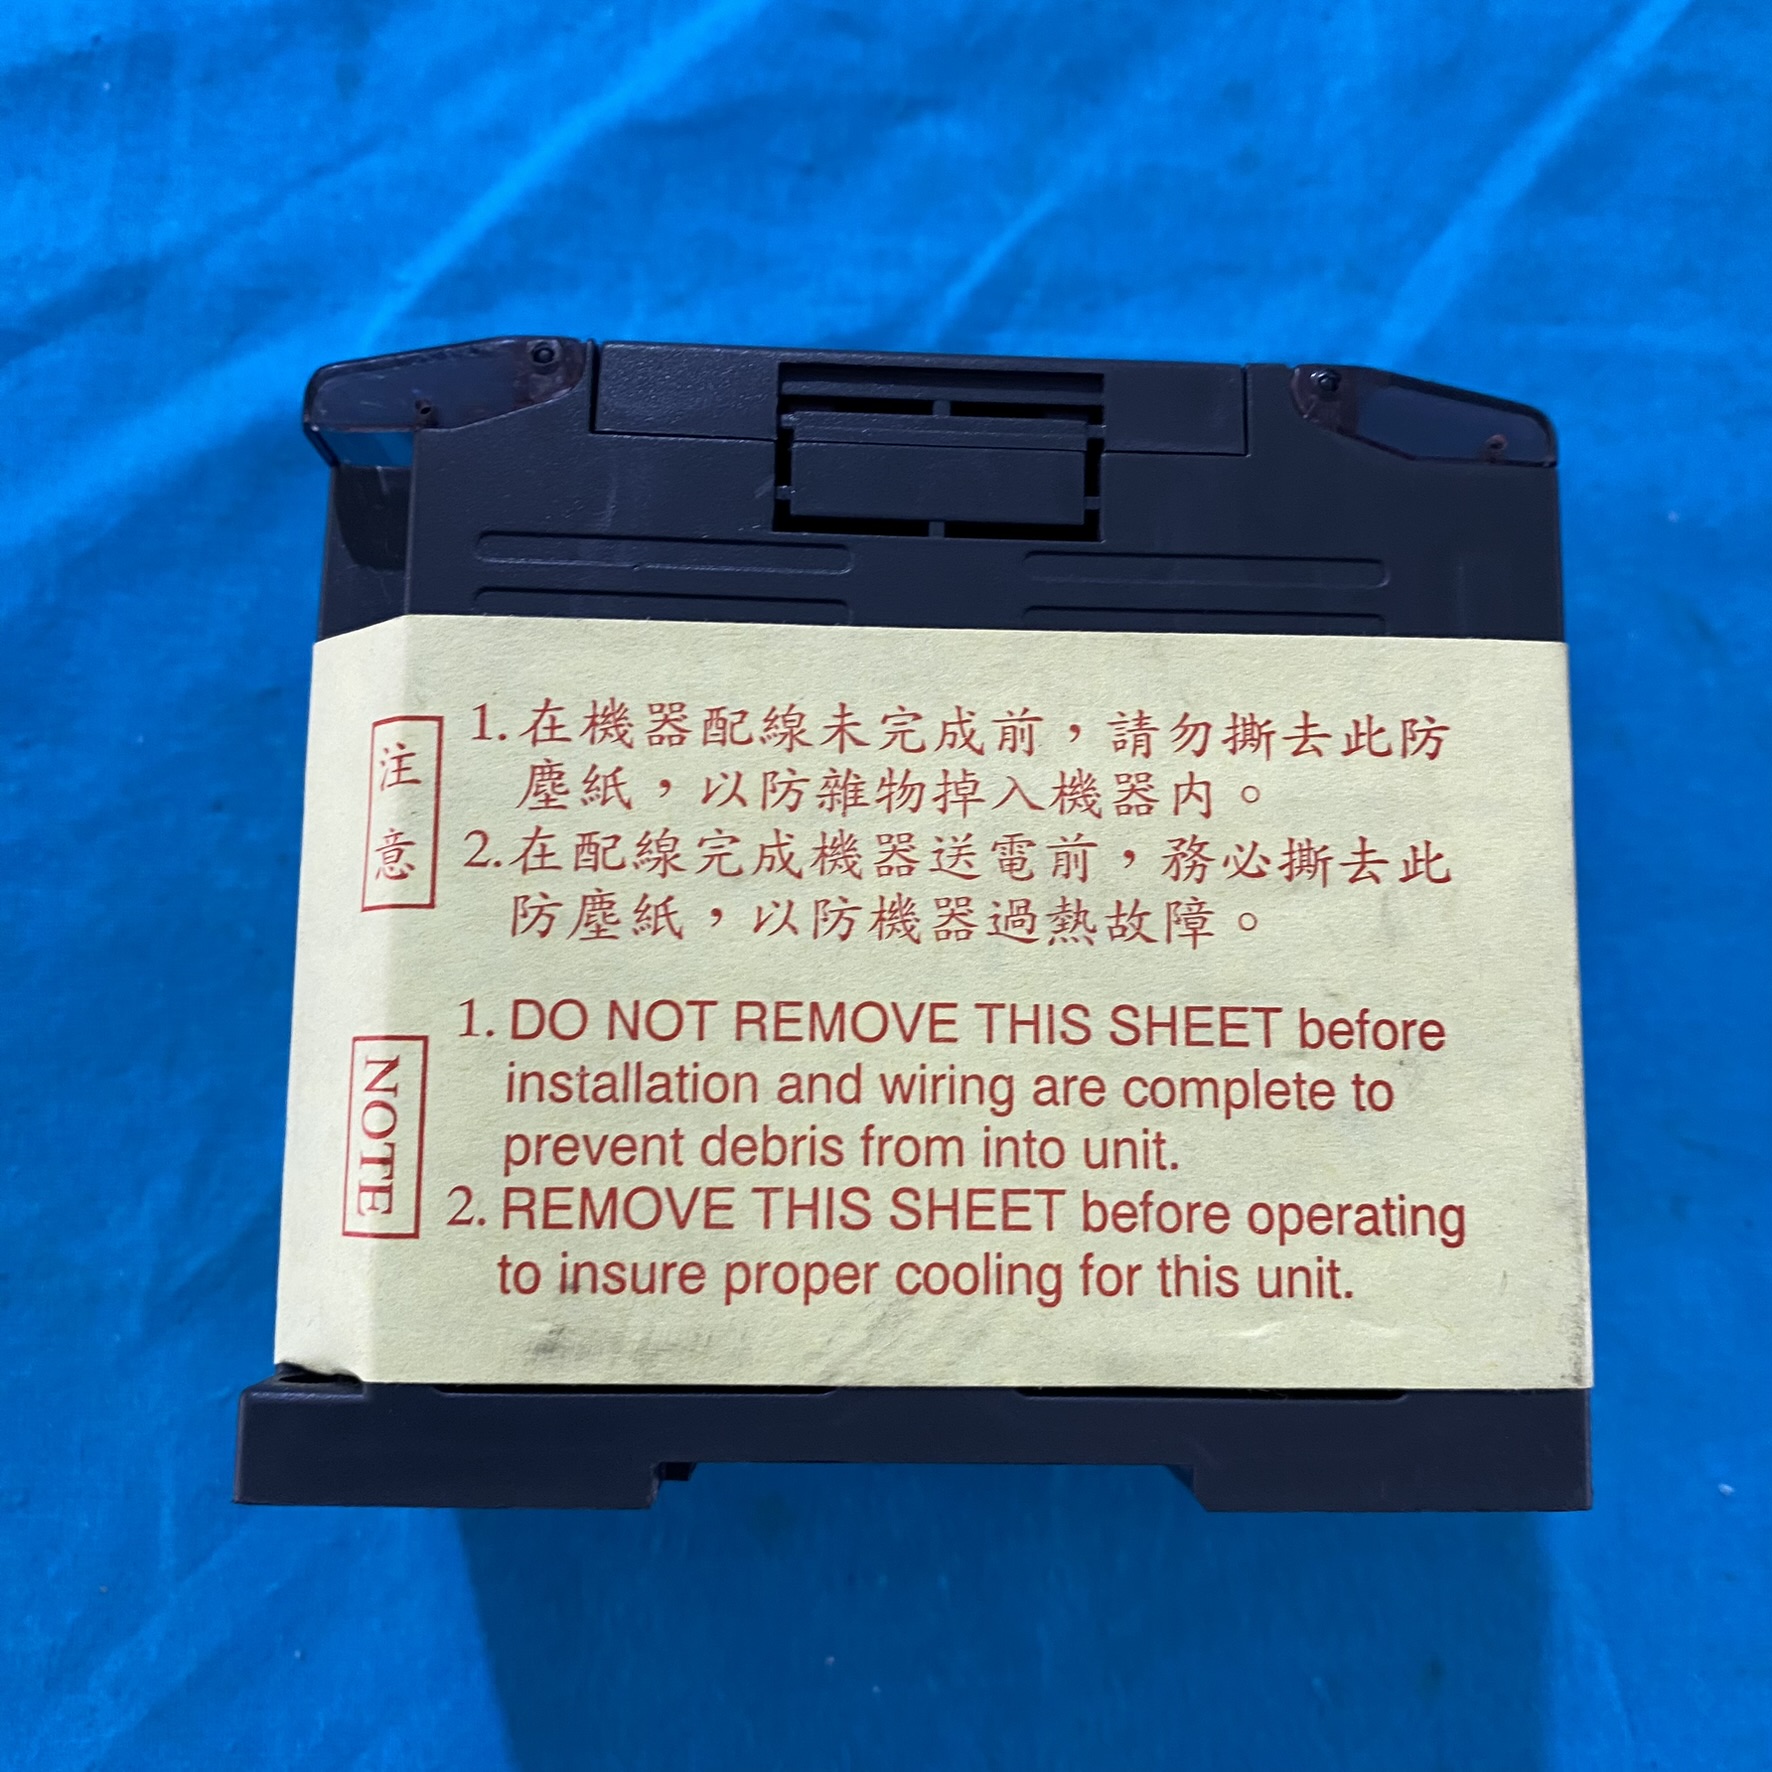 注意
1.在機器配線未完成前，請勿撕去此防
塵紙，以防雜物掉入機器內。
2.在配線完成機器送電前，務必撕去此
防塵紙，以防機器過熱故障。
NOTE
1. DO NOT REMOVE THIS SHEET before
installation and wiring are complete to
prevent debris from into unit.
2. REMOVE THIS SHEET before operating
to insure proper cooling for this unit.